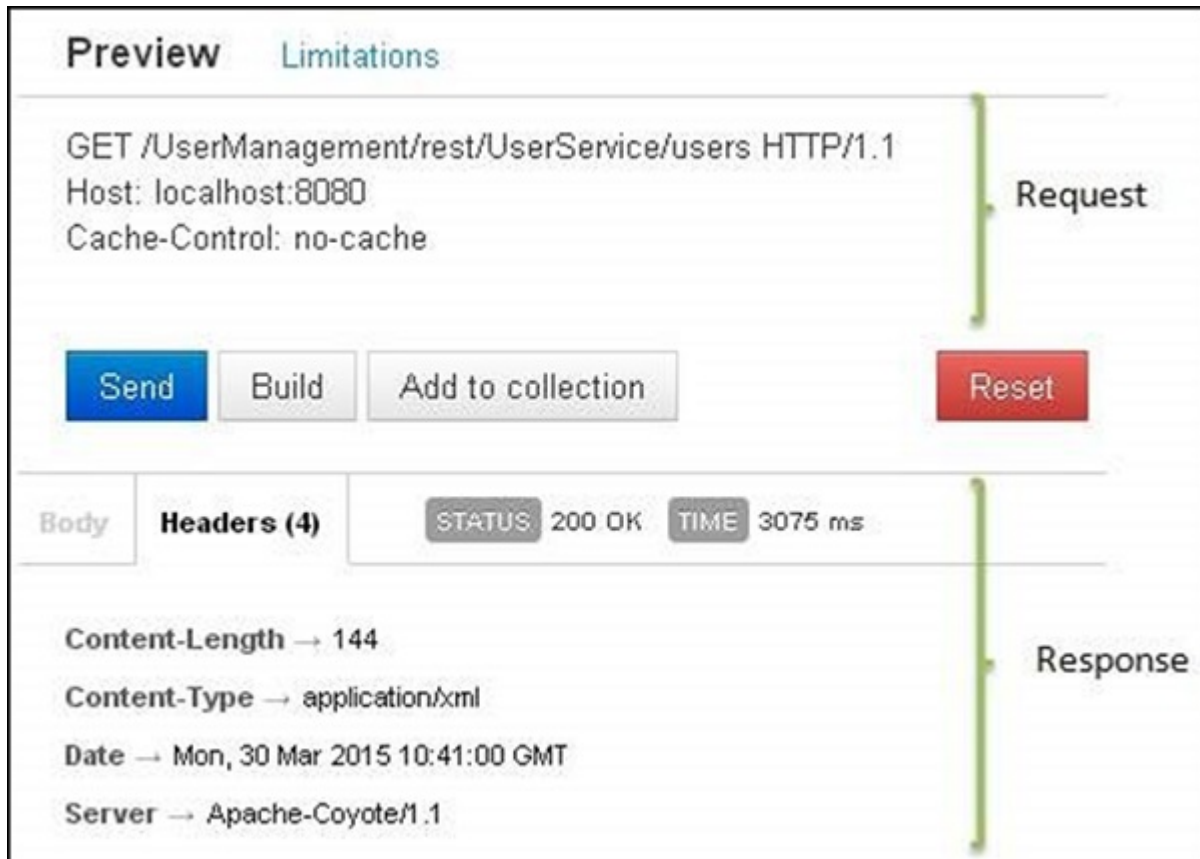 Preview Limitations
GET /UserManagement/rest/UserService/users HTTP/1.1
Host: localhost:8080
Cache-Control: no-cache
Request
Send Build Add to collection Reset
Body Headers (4) STATUS 200 OK TIME 3075 ms
Content-Length → 144
Content-Type → application/xml
Response
Date → Mon, 30 Mar 2015 10:41:00 GMT
Server → Apache-Coyote/1.1